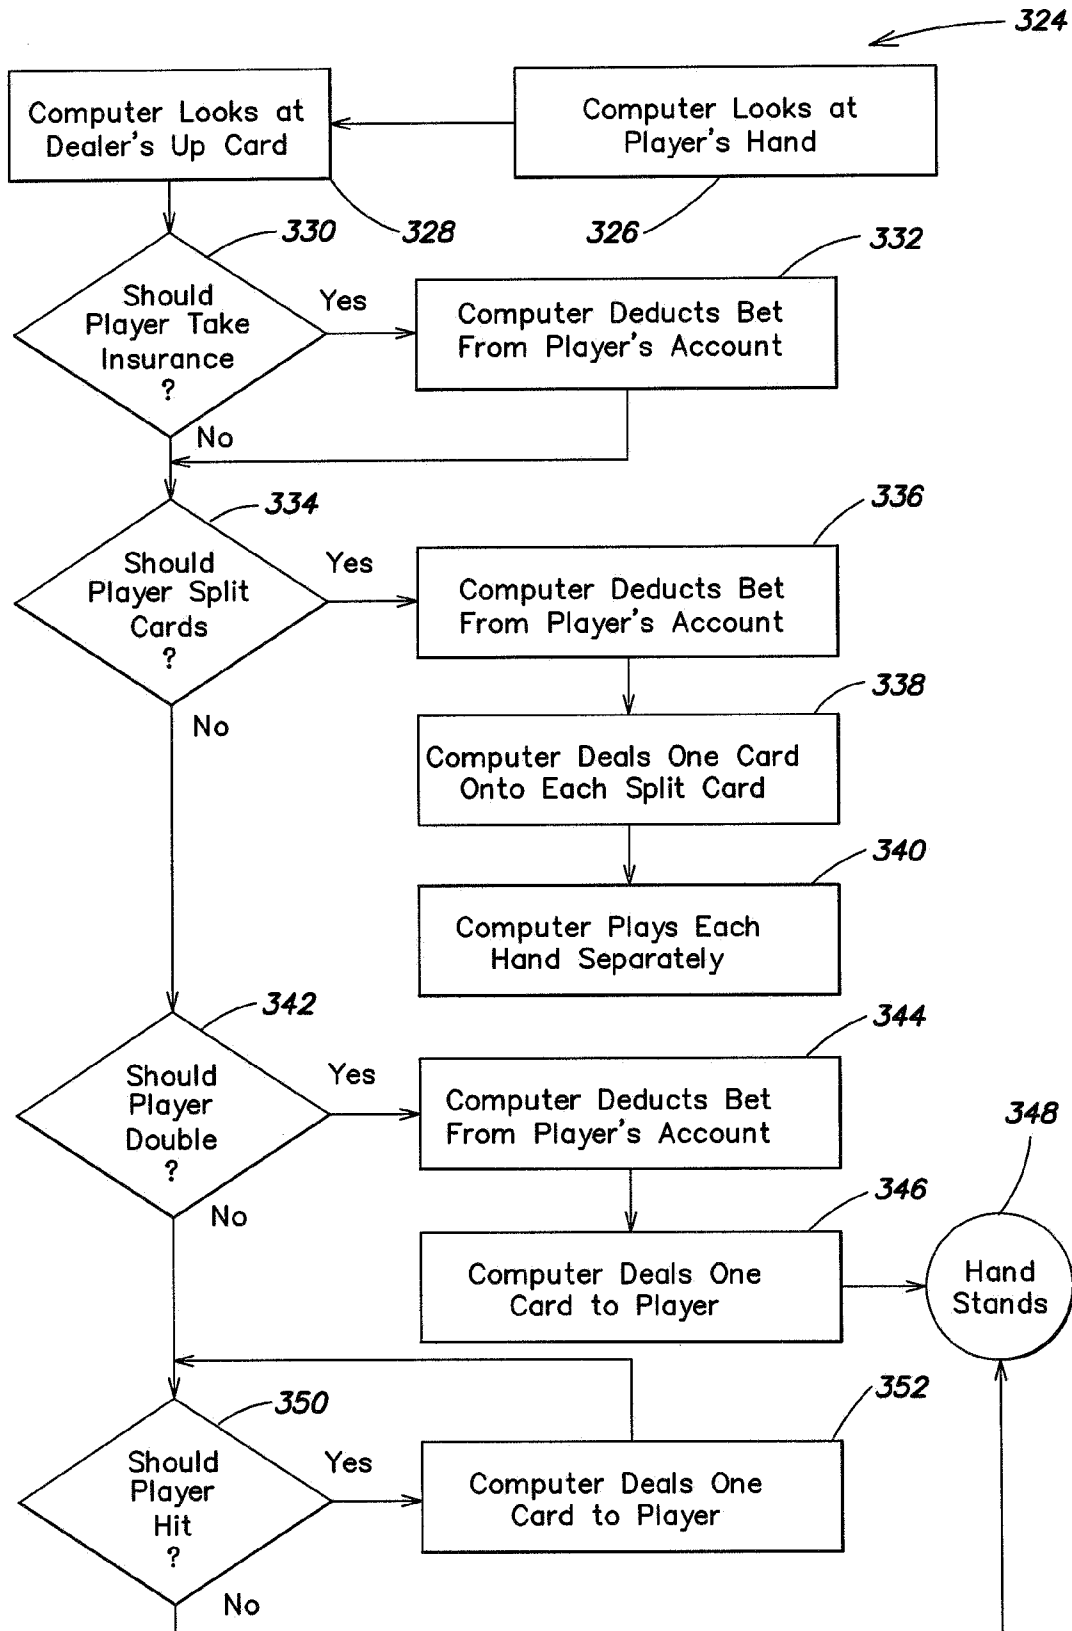 324
Computer Looks at
Dealer's Up Card
Computer Looks at
Player's Hand
330
328
326
332
Should
Player Take
Insurance
?
Yes
Computer Deducts Bet
From Player's Account
No
334
336
Should
Player Split
Cards
?
Yes
Computer Deducts Bet
From Player's Account
338
No
Computer Deals One Card
Onto Each Split Card
340
Computer Plays Each
Hand Separately
342
344
Should
Player
Double
?
Yes
Computer Deducts Bet
From Player's Account
348
346
No
Computer Deals One
Card to Player
Hand
Stands
350
352
Should
Player
Hit
?
Yes
Computer Deals One
Card to Player
No